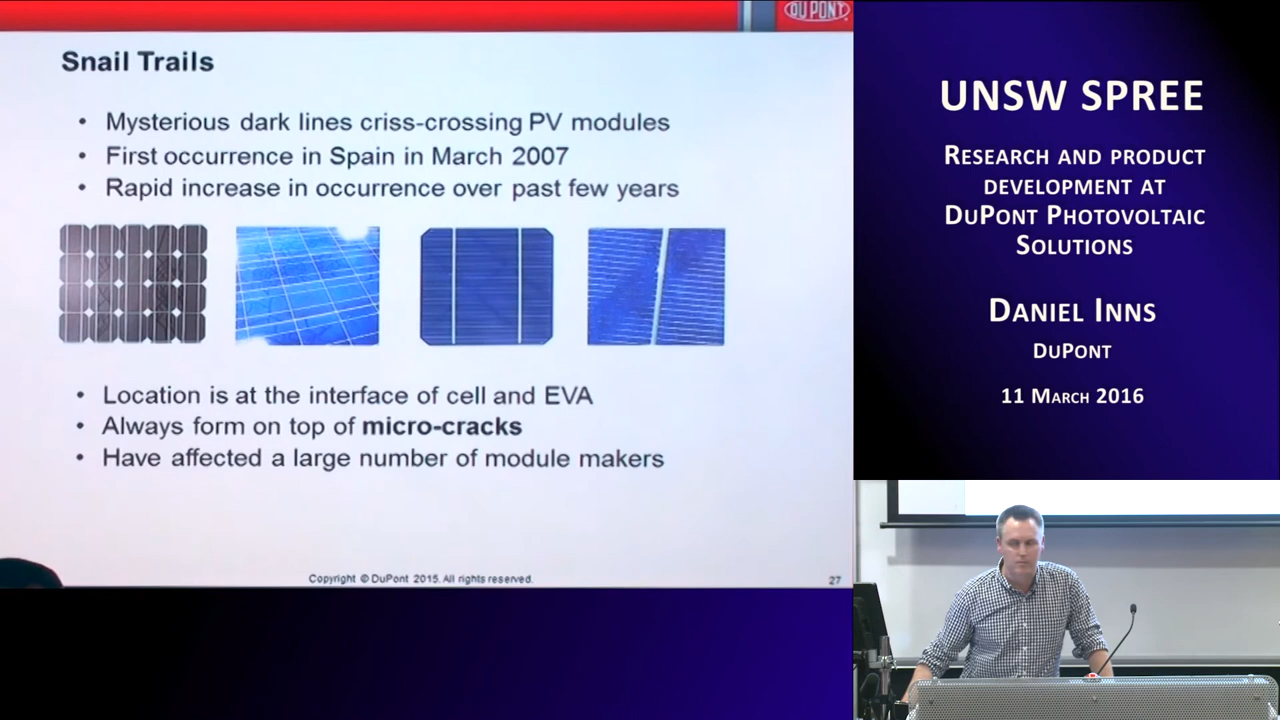 DUPONT
Snail Trails
• Mysterious dark lines criss-crossing PV modules
• First occurrence in Spain in March 2007
• Rapid increase in occurrence over past few years
• Location is at the interface of cell and EVA
• Always form on top of micro-cracks
• Have affected a large number of module makers
Copyright © DuPont 2015. All rights reserved.
27
UNSW SPREE
RESEARCH AND PRODUCT
DEVELOPMENT AT
DUPONT PHOTOVOLTAIC
SOLUTIONS
DANIEL INNS
DUPONT
11 MARCH 2016